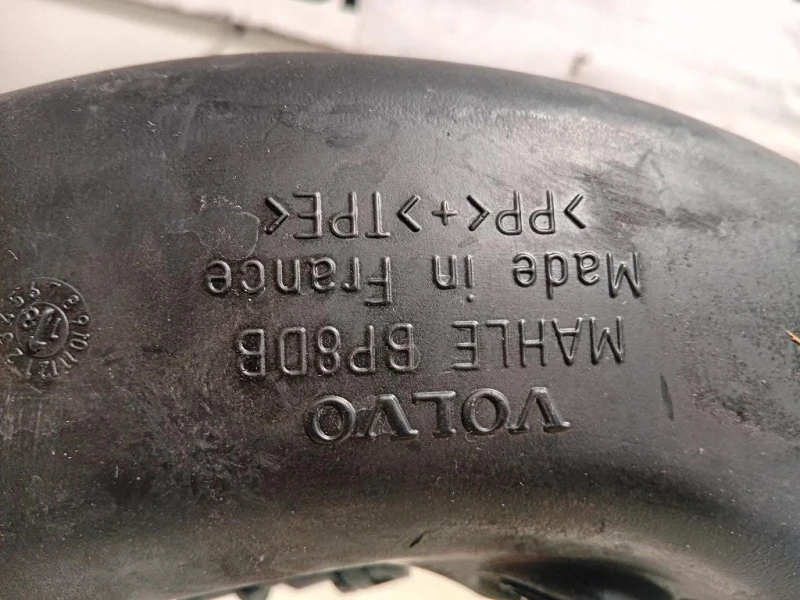 VOLVO
MAHLE BP8DB
Made in France
>PP<+>TPE<